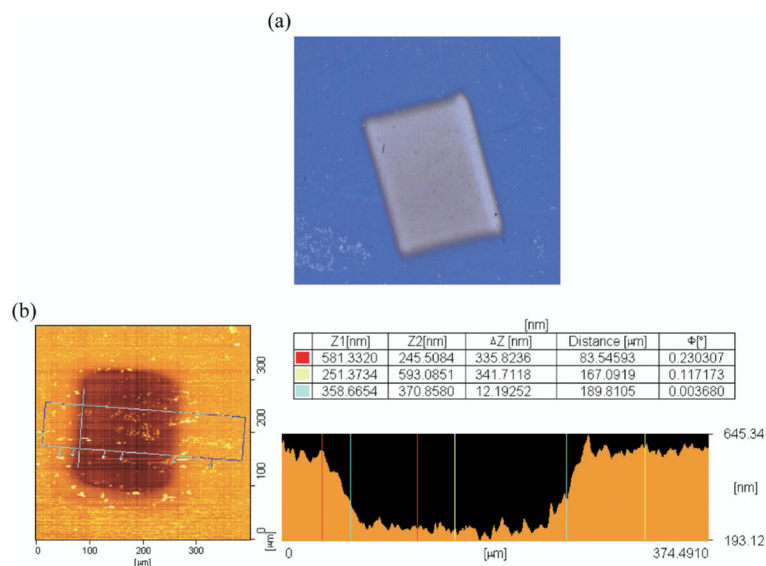 (a)
(b)
[nm]
Z1[nm] Z2[nm] ΔZ [nm] Distance [μm] Φ[°]
581.3320 245.5084 335.8236 83.54593 0.230307
251.3734 593.0851 341.7118 167.0919 0.117173
358.6654 370.8580 12.19252 189.8105 0.003680
300
200
100
0
[μm]
0 100 200 300
[μm]
645.34
[nm]
193.12
0 [μm] 374.4910